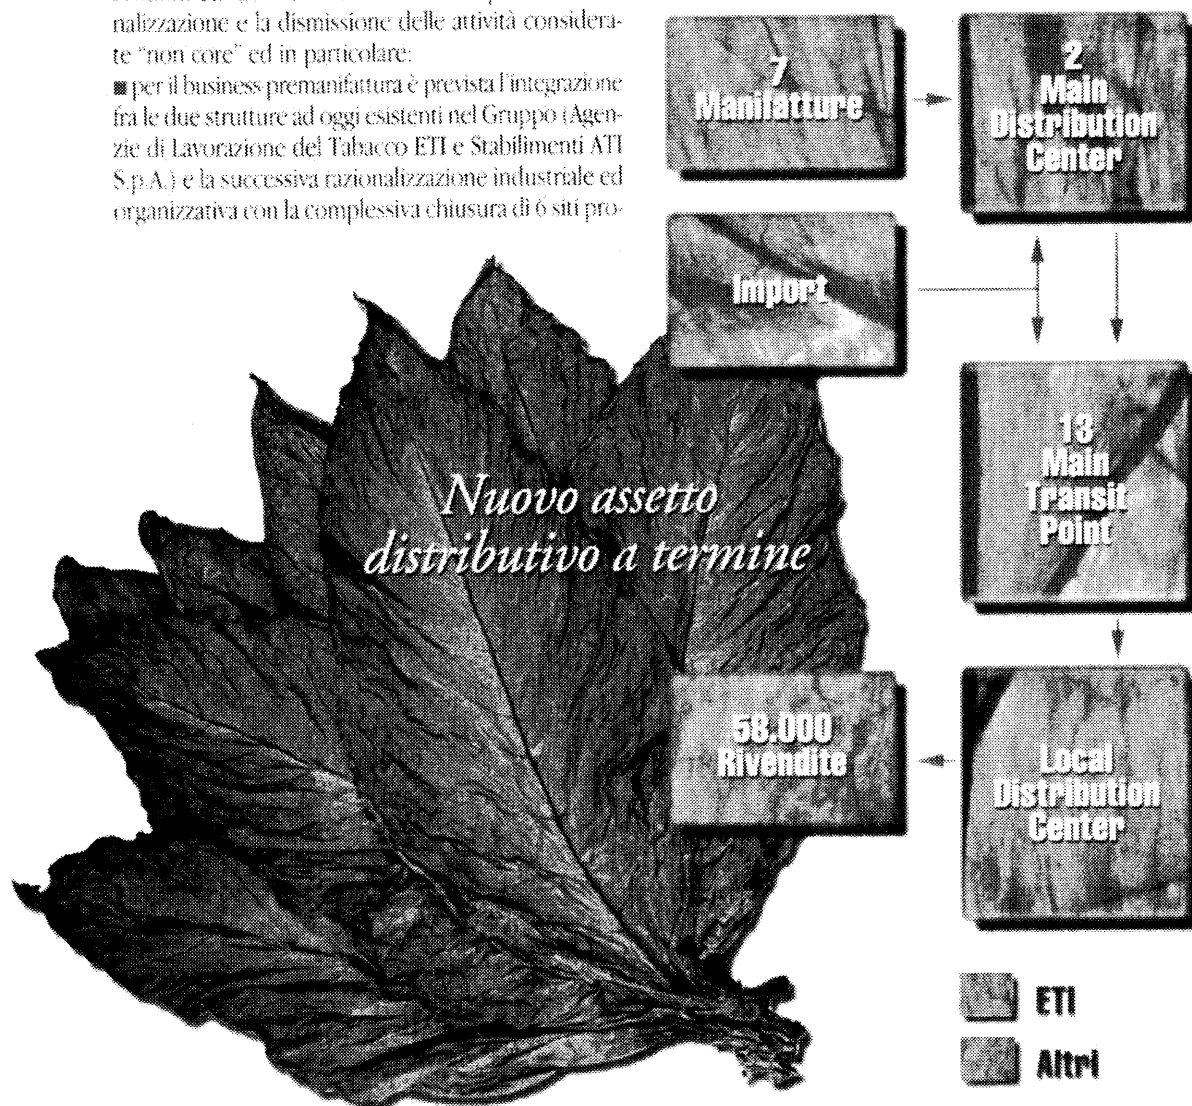 nalizzazione e la dismissione delle attività considera-
te "non core" ed in particolare:
■ per il business premanifattura è prevista l'integrazione
fra le due strutture ad oggi esistenti nel Gruppo (Agen-
zie di Lavorazione del Tabacco ETI e Stabilimenti ATI
S.p.A.) e la successiva razionalizzazione industriale ed
organizzativa con la complessiva chiusura di 6 siti pro-
7
Manifatture
2
Main
Distribution
Center
Import
13
Main
Transit
Point
Nuovo assetto
distributivo a termine
58.000
Rivendite
Local
Distribution
Center
ETI
Altri